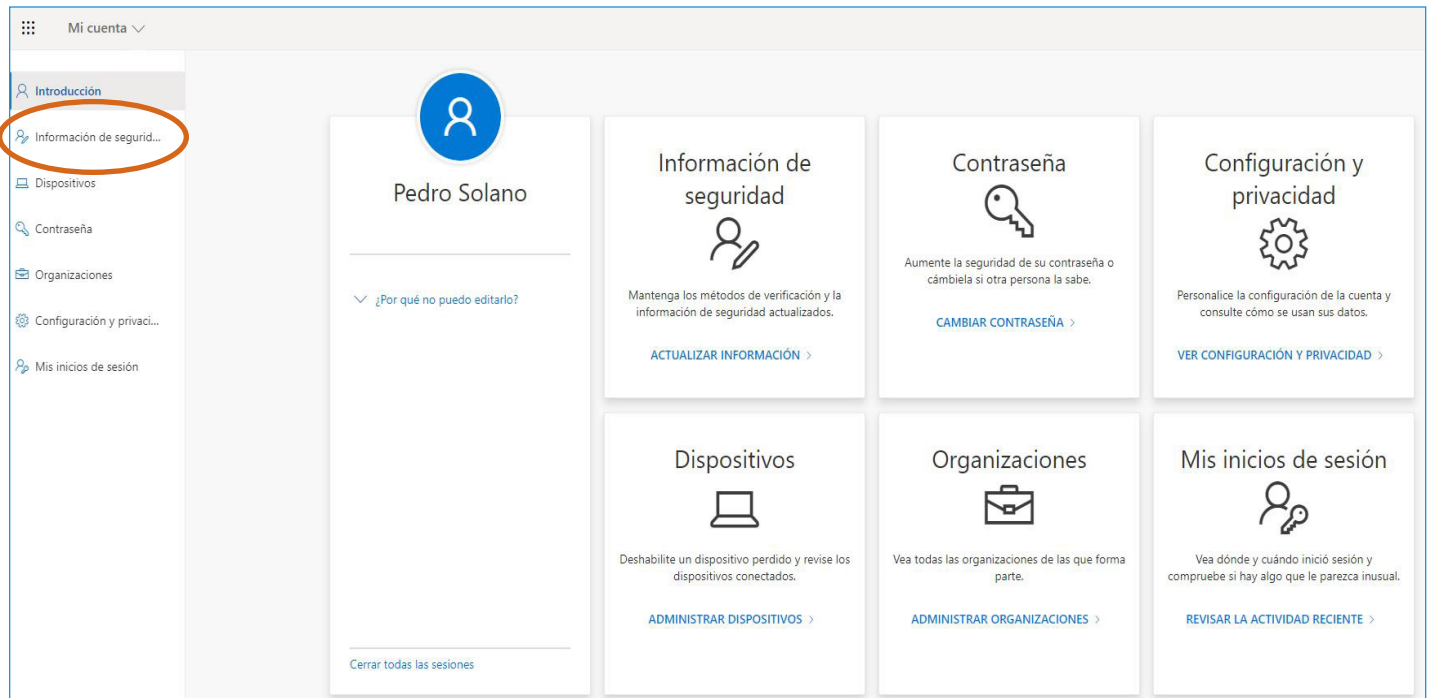 Mi cuenta
Introducción
Información de segurid...
Dispositivos
Contraseña
Organizaciones
Configuración y privaci...
Mis inicios de sesión
Pedro Solano
¿Por qué no puedo editarlo?
Cerrar todas las sesiones
Información de
seguridad
Mantenga los métodos de verificación y la
información de seguridad actualizados.
ACTUALIZAR INFORMACIÓN >
Contraseña
Aumente la seguridad de su contraseña o
cámbiela si otra persona la sabe.
CAMBIAR CONTRASEÑA >
Configuración y
privacidad
Personalice la configuración de la cuenta y
consulte cómo se usan sus datos.
VER CONFIGURACIÓN Y PRIVACIDAD >
Dispositivos
Deshabilite un dispositivo perdido y revise los
dispositivos conectados.
ADMINISTRAR DISPOSITIVOS >
Organizaciones
Vea todas las organizaciones de las que forma
parte.
ADMINISTRAR ORGANIZACIONES >
Mis inicios de sesión
Vea dónde y cuándo inició sesión y
compruebe si hay algo que le parezca inusual.
REVISAR LA ACTIVIDAD RECIENTE >